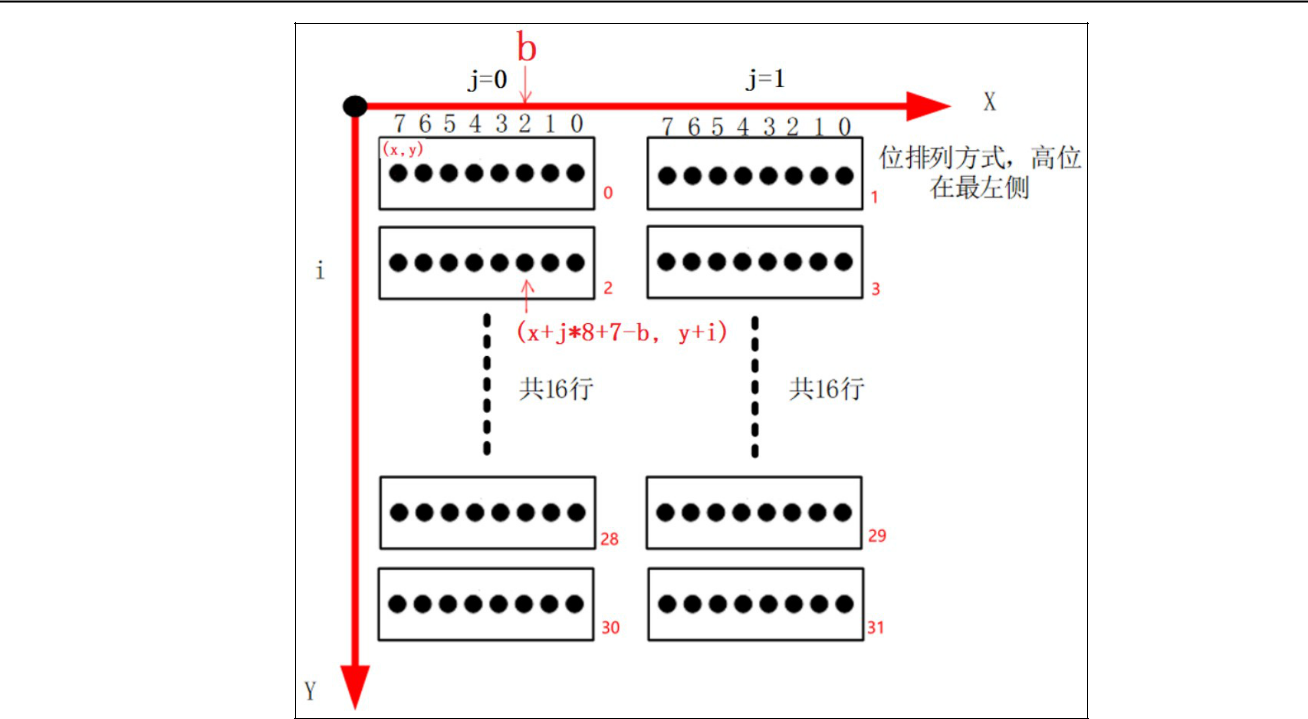 b
j=0
j=1
X
7 6 5 4 3 2 1 0
7 6 5 4 3 2 1 0
(x,y)
位排列方式，高位
在最左侧
0
1
i
2
3
(x+j*8+7-b, y+i)
共16行
共16行
28
29
30
31
Y